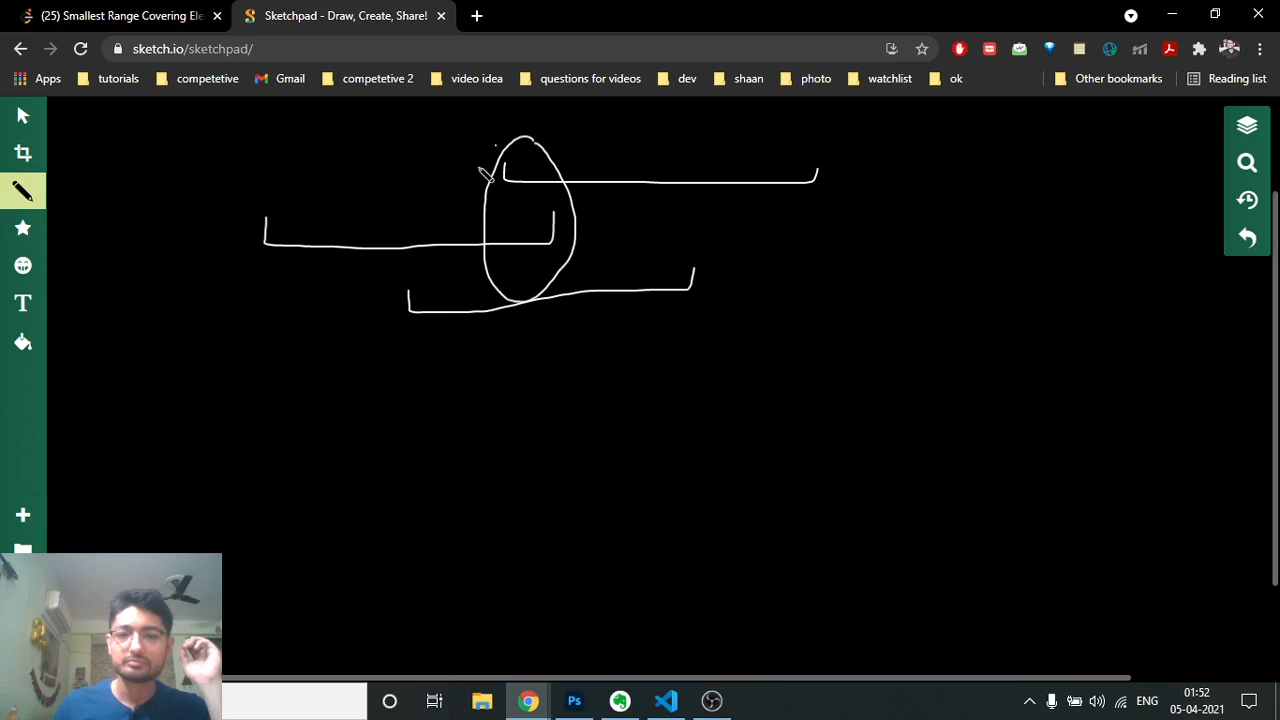 (25) Smallest Range Covering Ele
Sketchpad - Draw, Create, Share!
sketch.io/sketchpad/
Apps tutorials competetive Gmail competetive 2 video idea questions for videos dev shaan photo watchlist ok Other bookmarks Reading list
T
Ps
ENG
01:52
05-04-2021